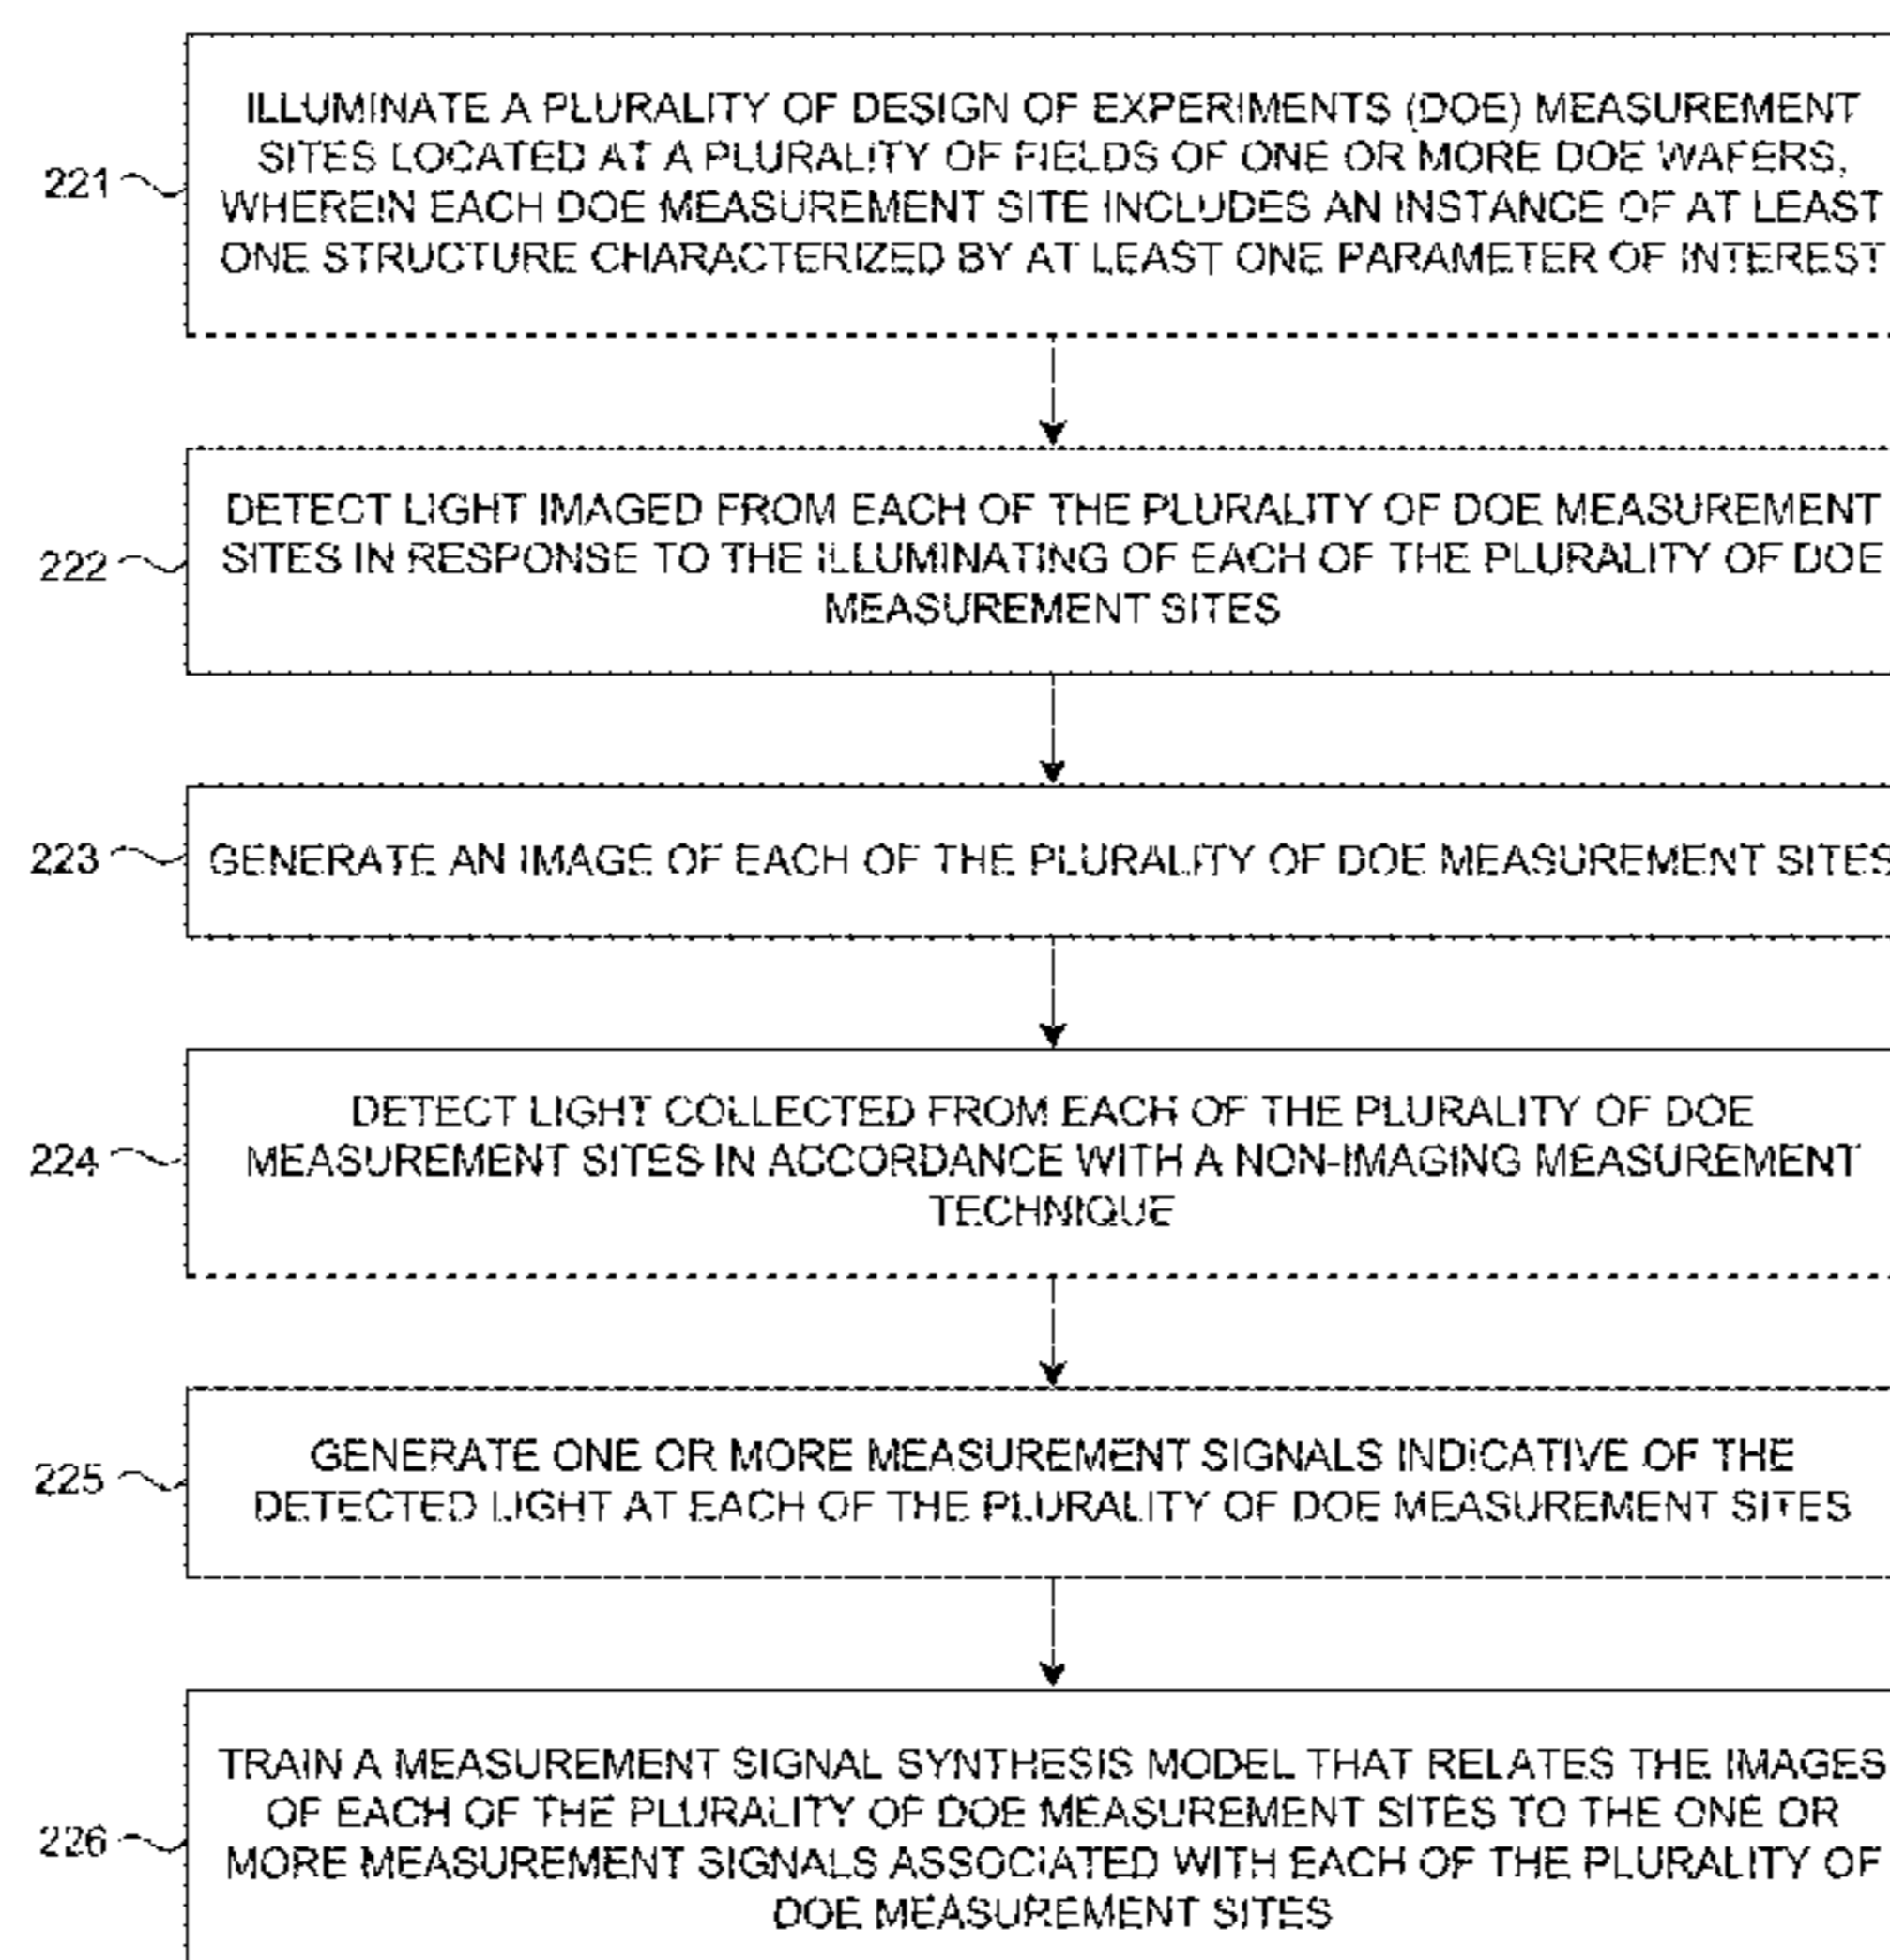 ILLUMINATE A PLURALITY OF DESIGN OF EXPERIMENTS (DOE) MEASUREMENT
SITES LOCATED AT A PLURALITY OF FIELDS OF ONE OR MORE DOE WAFERS,
221
WHEREIN EACH DOE MEASUREMENT SITE INCLUDES AN INSTANCE OF AT LEAST
ONE STRUCTURE CHARACTERIZED BY AT LEAST ONE PARAMETER OF INTEREST
DETECT LIGHT IMAGED FROM EACH OF THE PLURALITY OF DOE MEASUREMENT
222
SITES IN RESPONSE TO THE ILLUMINATING OF EACH OF THE PLURALITY OF DOE
MEASUREMENT SITES
223
GENERATE AN IMAGE OF EACH OF THE PLURALITY OF DOE MEASUREMENT SITES
DETECT LIGHT COLLECTED FROM EACH OF THE PLURALITY OF DOE
224
MEASUREMENT SITES IN ACCORDANCE WITH A NON-IMAGING MEASUREMENT
TECHNIQUE
225
GENERATE ONE OR MORE MEASUREMENT SIGNALS INDICATIVE OF THE
DETECTED LIGHT AT EACH OF THE PLURALITY OF DOE MEASUREMENT SITES
TRAIN A MEASUREMENT SIGNAL SYNTHESIS MODEL THAT RELATES THE IMAGES
OF EACH OF THE PLURALITY OF DOE MEASUREMENT SITES TO THE ONE OR
226
MORE MEASUREMENT SIGNALS ASSOCIATED WITH EACH OF THE PLURALITY OF
DOE MEASUREMENT SITES